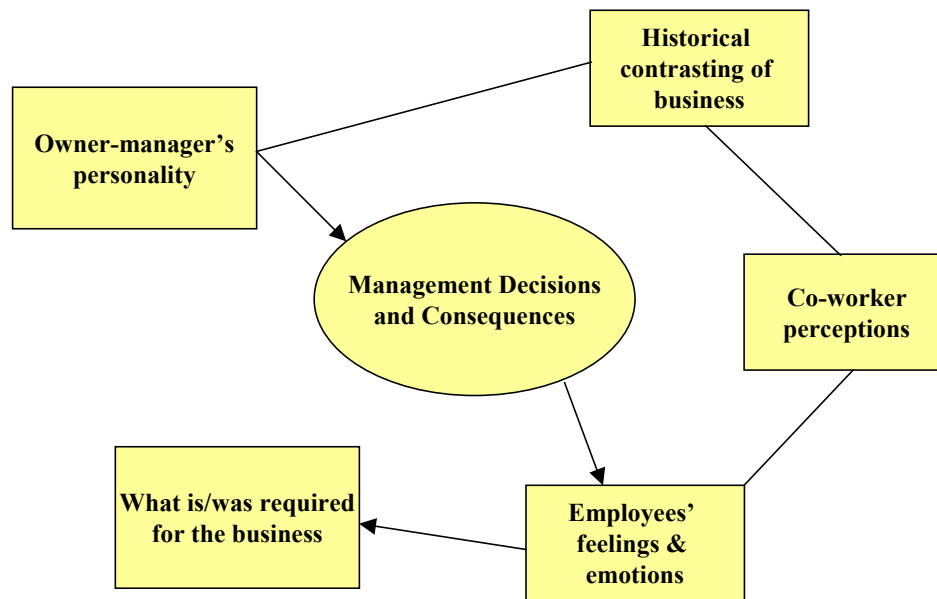 Historical
contrasting of
business
Owner-manager’s
personality
Management Decisions
and Consequences
Co-worker
perceptions
What is/was required
for the business
Employees’
feelings &
emotions